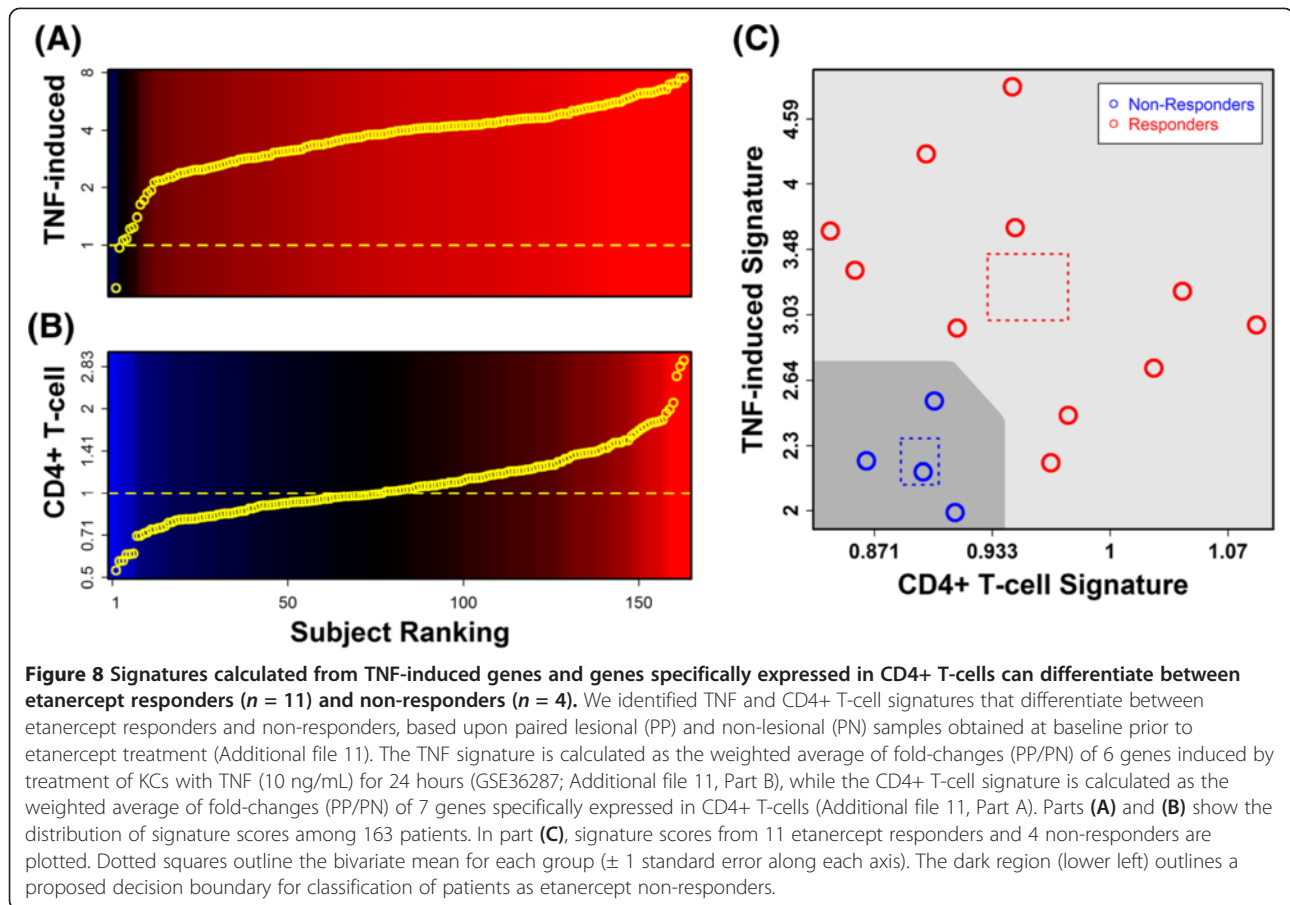 (A)
TNF-induced
8
4
2
1
(B)
CD4+ T-cell
2.83
2
1.41
1
0.71
0.5
1
50
100
150
Subject Ranking
(C)
TNF-induced Signature
4.59
4
3.48
3.03
2.64
2.3
2
Non-Responders
Responders
0.871
0.933
1
1.07
CD4+ T-cell Signature
Figure 8 Signatures calculated from TNF-induced genes and genes specifically expressed in CD4+ T-cells can differentiate between
etanercept responders (n = 11) and non-responders (n = 4). We identified TNF and CD4+ T-cell signatures that differentiate between
etanercept responders and non-responders, based upon paired lesional (PP) and non-lesional (PN) samples obtained at baseline prior to
etanercept treatment (Additional file 11). The TNF signature is calculated as the weighted average of fold-changes (PP/PN) of 6 genes induced by
treatment of KCs with TNF (10 ng/mL) for 24 hours (GSE36287; Additional file 11, Part B), while the CD4+ T-cell signature is calculated as the
weighted average of fold-changes (PP/PN) of 7 genes specifically expressed in CD4+ T-cells (Additional file 11, Part A). Parts (A) and (B) show the
distribution of signature scores among 163 patients. In part (C), signature scores from 11 etanercept responders and 4 non-responders are
plotted. Dotted squares outline the bivariate mean for each group (± 1 standard error along each axis). The dark region (lower left) outlines a
proposed decision boundary for classification of patients as etanercept non-responders.